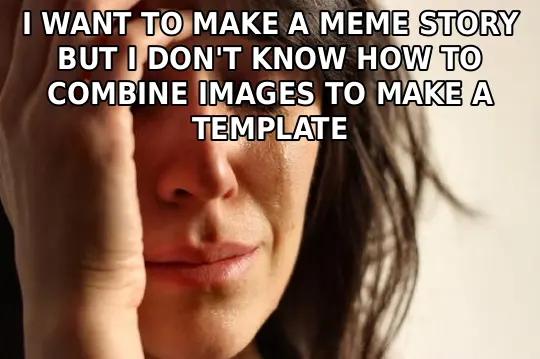 I WANT TO MAKE A MEME STORY
BUT I DON'T KNOW HOW TO
COMBINE IMAGES TO MAKE A
TEMPLATE